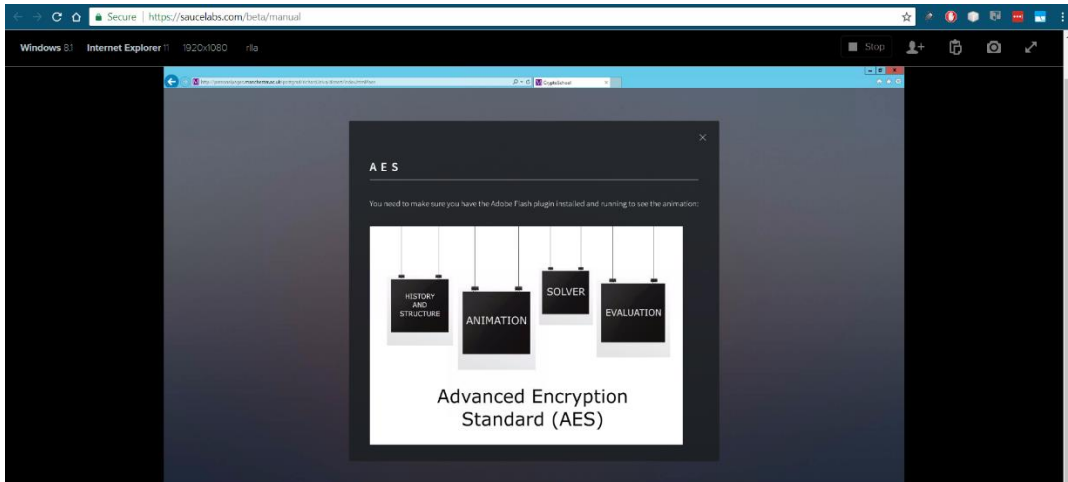 Secure | https://saucelabs.com/beta/manual
Windows 8.1 Internet Explorer 11 1920x1080 rlla
Stop
CryptoSchool
AES
You need to make sure you have the Adobe Flash plugin installed and running to see the animation:
HISTORY
AND
STRUCTURE
ANIMATION
SOLVER
EVALUATION
Advanced Encryption
Standard (AES)